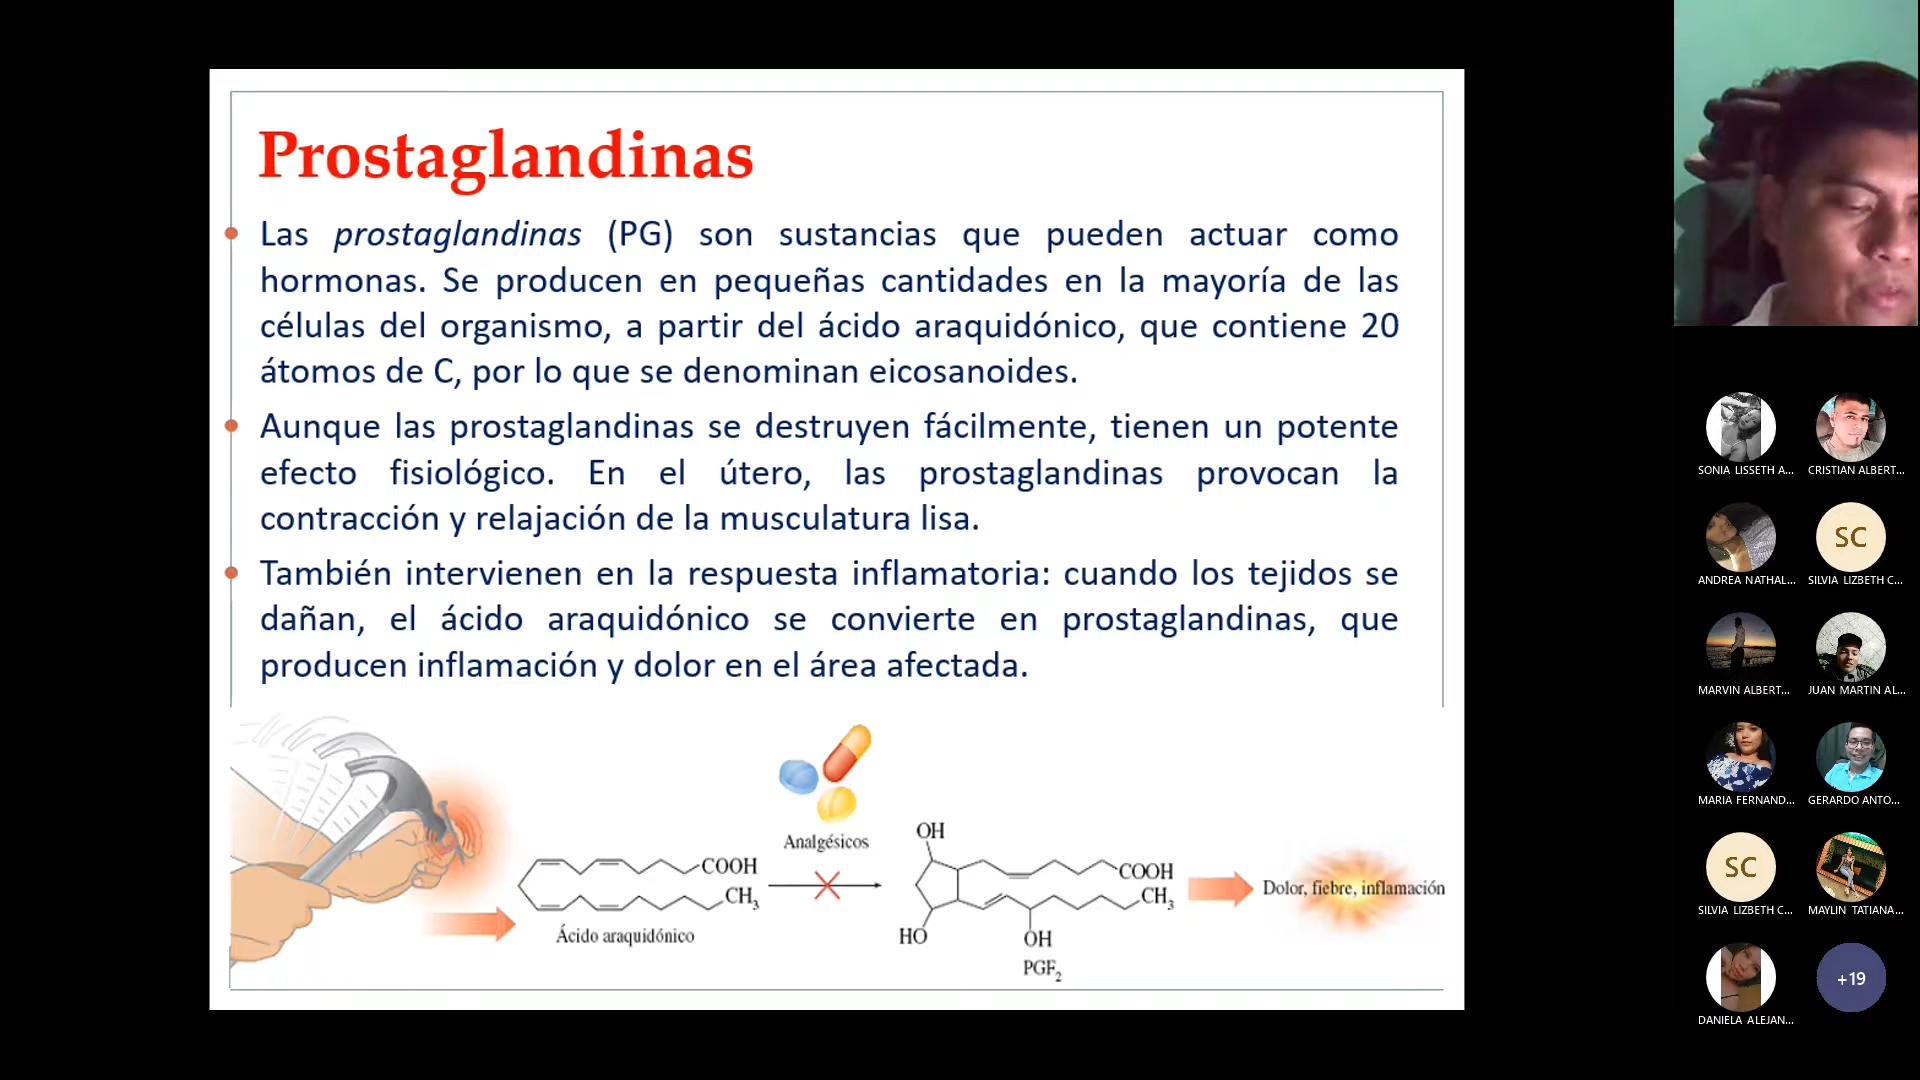 Prostaglandinas
Las prostaglandinas (PG) son sustancias que pueden actuar como
hormonas. Se producen en pequeñas cantidades en la mayoría de las
células del organismo, a partir del ácido araquidónico, que contiene 20
átomos de C, por lo que se denominan eicosanoides.
Aunque las prostaglandinas se destruyen fácilmente, tienen un potente
efecto fisiológico. En el útero, las prostaglandinas provocan la
contracción y relajación de la musculatura lisa.
También intervienen en la respuesta inflamatoria: cuando los tejidos se
dañan, el ácido araquidónico se convierte en prostaglandinas, que
producen inflamación y dolor en el área afectada.
Analgésicos
COOH
CH3
Ácido araquidónico
OH
COOH
CH3
HO
OH
PGF2
Dolor, fiebre, inflamación
SONIA LISSETH A...
CRISTIAN ALBERT...
SC
ANDREA NATHAL...
SILVIA LIZBETH C...
MARVIN ALBERT...
JUAN MARTIN AL...
MARIA FERNAND...
GERARDO ANTO...
SC
SILVIA LIZBETH C...
MAYLIN TATIANA...
+19
DANIELA ALEJAN...